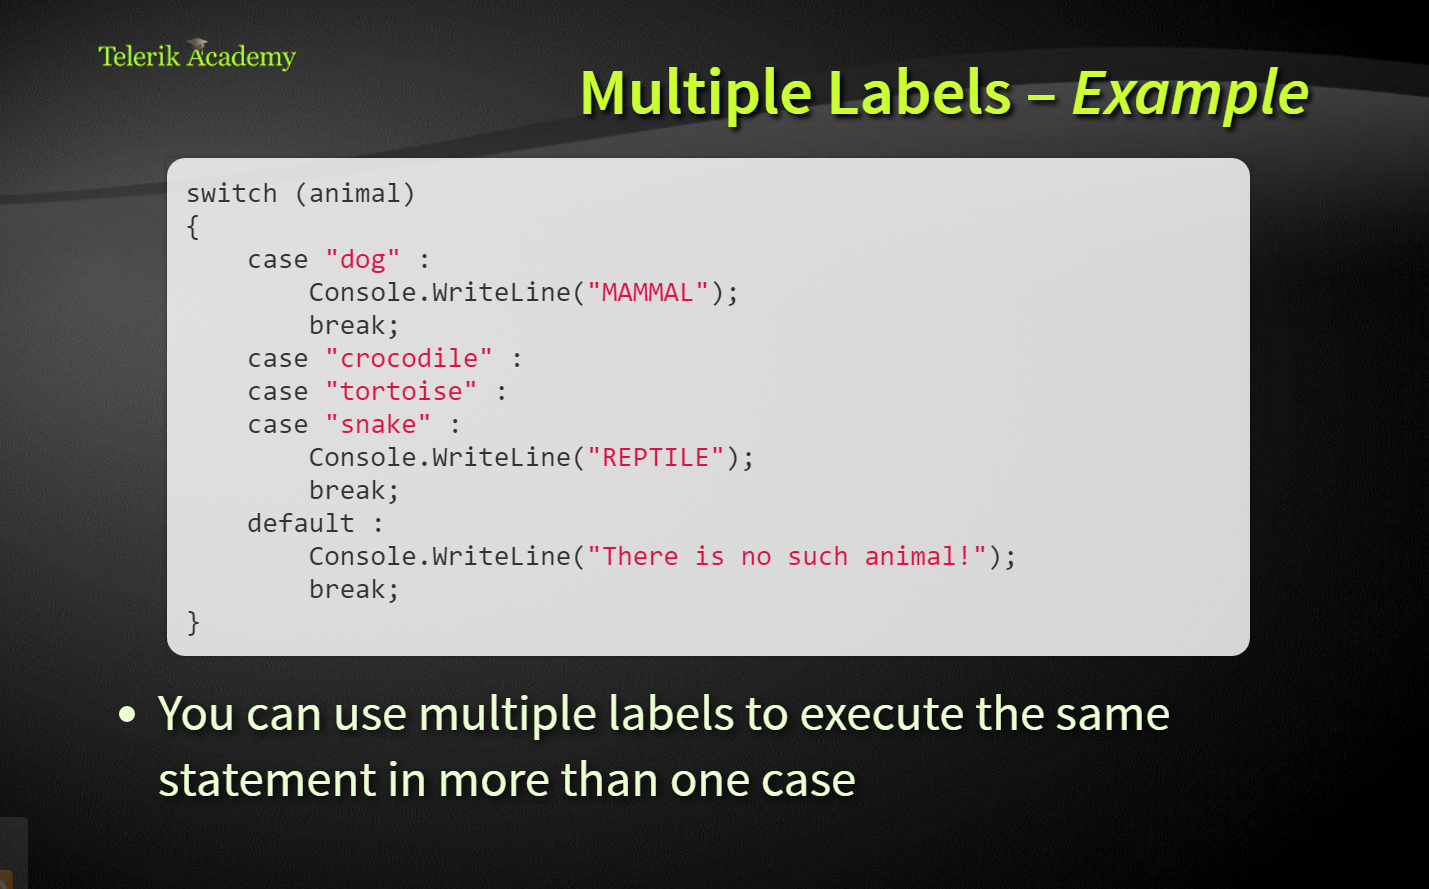 Telerik Academy
Multiple Labels – Example
switch (animal)
{
    case "dog" :
        Console.WriteLine("MAMMAL");
        break;
    case "crocodile" :
    case "tortoise" :
    case "snake" :
        Console.WriteLine("REPTILE");
        break;
    default :
        Console.WriteLine("There is no such animal!");
        break;
}
• You can use multiple labels to execute the same
statement in more than one case